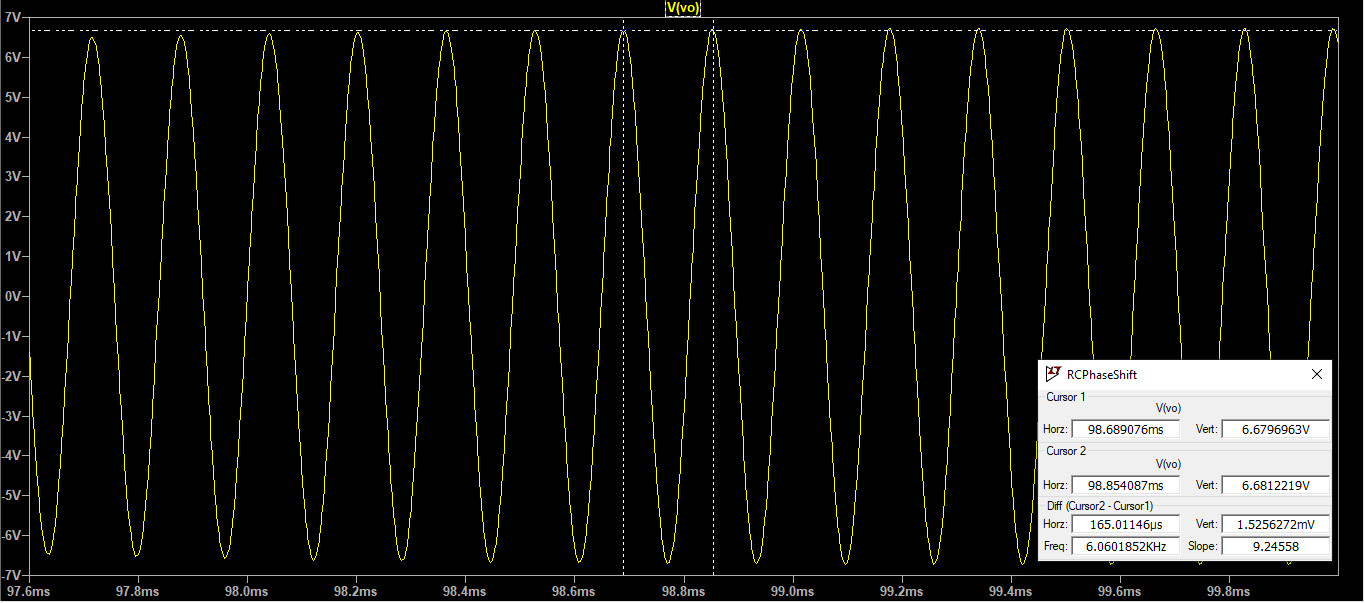 V(vo)
7V
6V
5V
4V
3V
2V
1V
0V
-1V
-2V
-3V
-4V
-5V
-6V
-7V
97.6ms 97.8ms 98.0ms 98.2ms 98.4ms 98.6ms 98.8ms 99.0ms 99.2ms 99.4ms 99.6ms 99.8ms
RCPhaseShift
Cursor 1
V(vo)
Horz: 98.689076ms Vert: 6.6796963V
Cursor 2
V(vo)
Horz: 98.854087ms Vert: 6.6812219V
Diff (Cursor2 - Cursor1)
Horz: 165.01146µs Vert: 1.5256272mV
Freq: 6.0601852KHz Slope: 9.24558